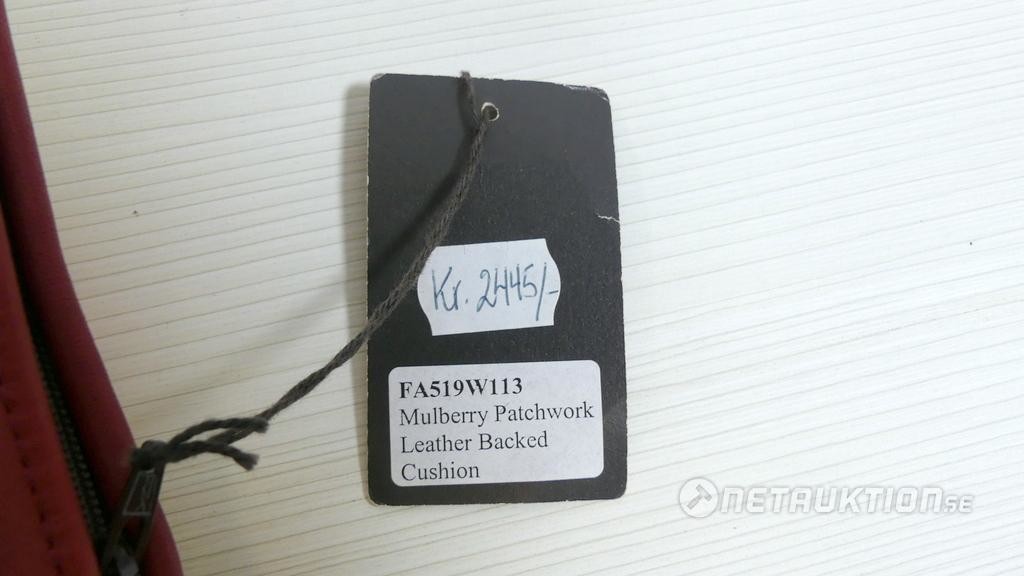 Kr. 2445/-
FA519W113
Mulberry Patchwork
Leather Backed
Cushion
NETAUKTION.SE